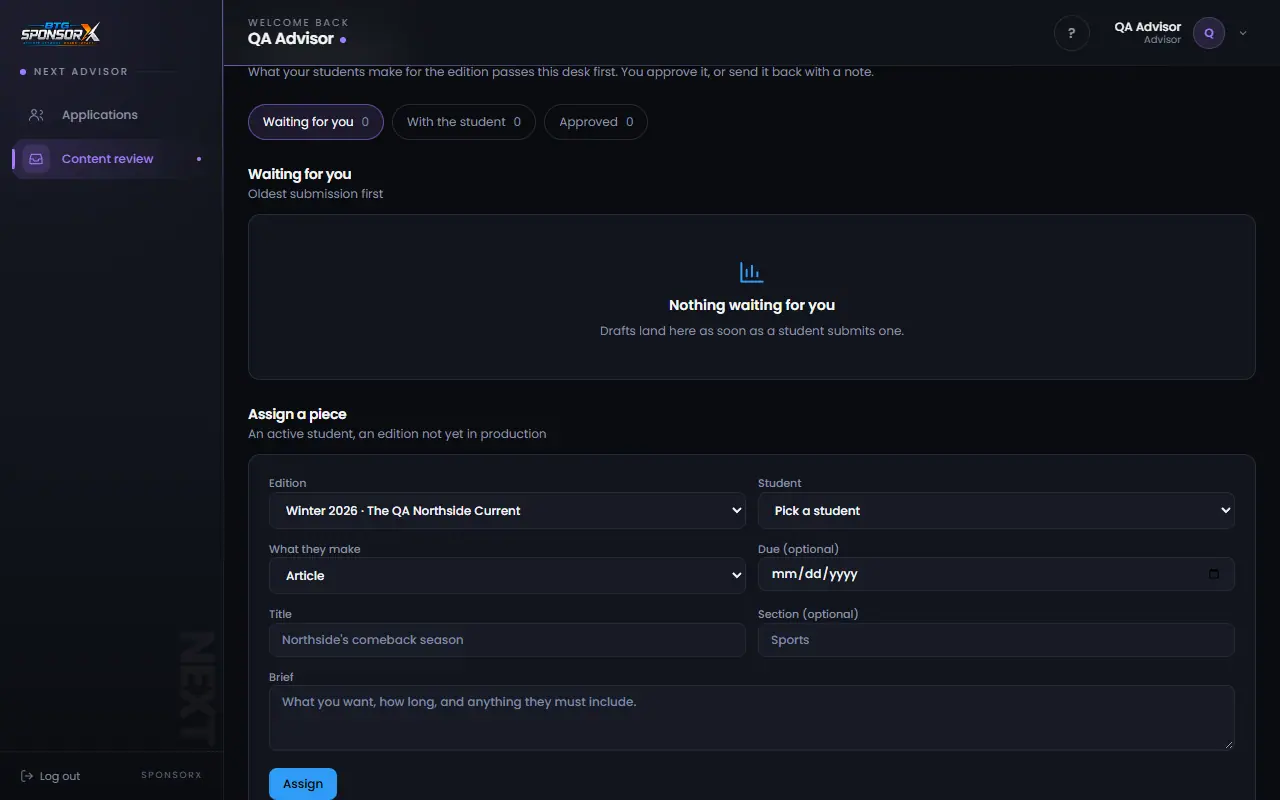 BTG
SPONSORX
NEXT ADVISOR
Applications
Content review
NEXT
Log out
SPONSORX
WELCOME BACK
QA Advisor
?
QA Advisor
Advisor
Q
What your students make for the edition passes this desk first. You approve it, or send it back with a note.
Waiting for you 0
With the student 0
Approved 0
Waiting for you
Oldest submission first
Nothing waiting for you
Drafts land here as soon as a student submits one.
Assign a piece
An active student, an edition not yet in production
Edition
Student
Winter 2026 · The QA Northside Current
Pick a student
What they make
Due (optional)
Article
mm/dd/yyyy
Title
Section (optional)
Northside's comeback season
Sports
Brief
What you want, how long, and anything they must include.
Assign